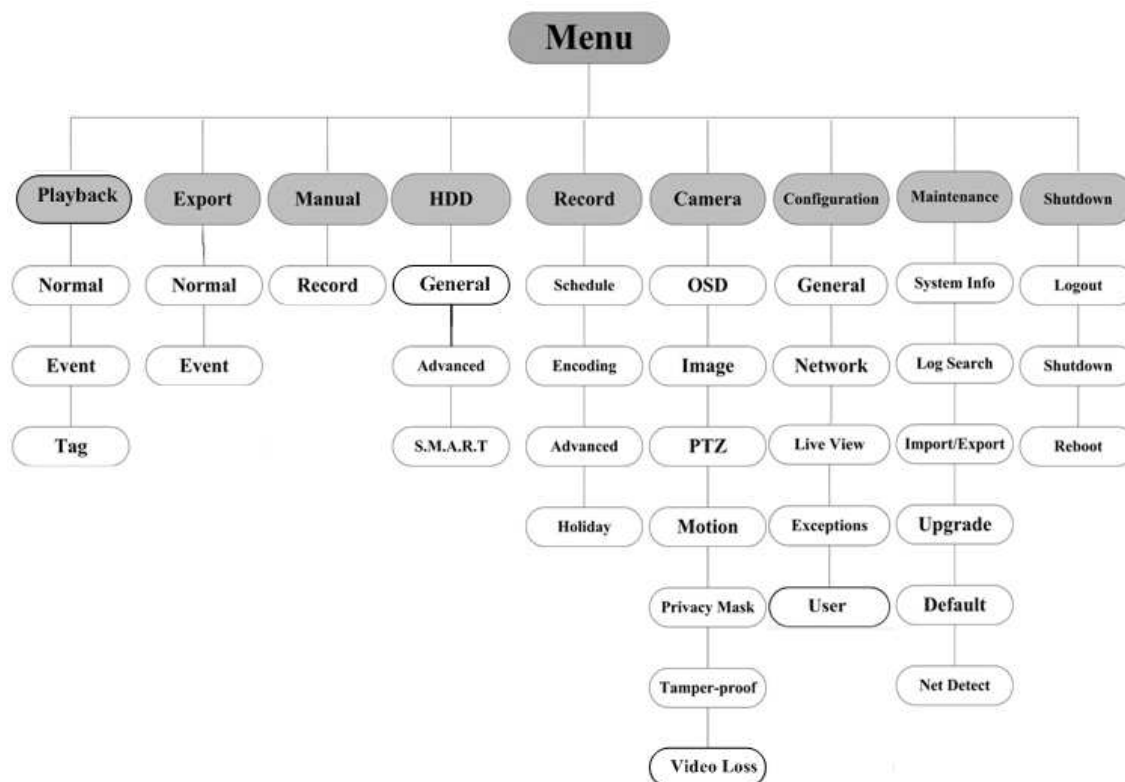 Menu
Playback
Export
Manual
HDD
Record
Camera
Configuration
Maintenance
Shutdown
Normal
Normal
Record
General
Schedule
OSD
General
System Info
Logout
Event
Event
Advanced
Encoding
Image
Network
Log Search
Shutdown
Tag
S.M.A.R.T
Advanced
PTZ
Live View
Import/Export
Reboot
Holiday
Motion
Exceptions
Upgrade
Privacy Mask
User
Default
Tamper-proof
Net Detect
Video Loss